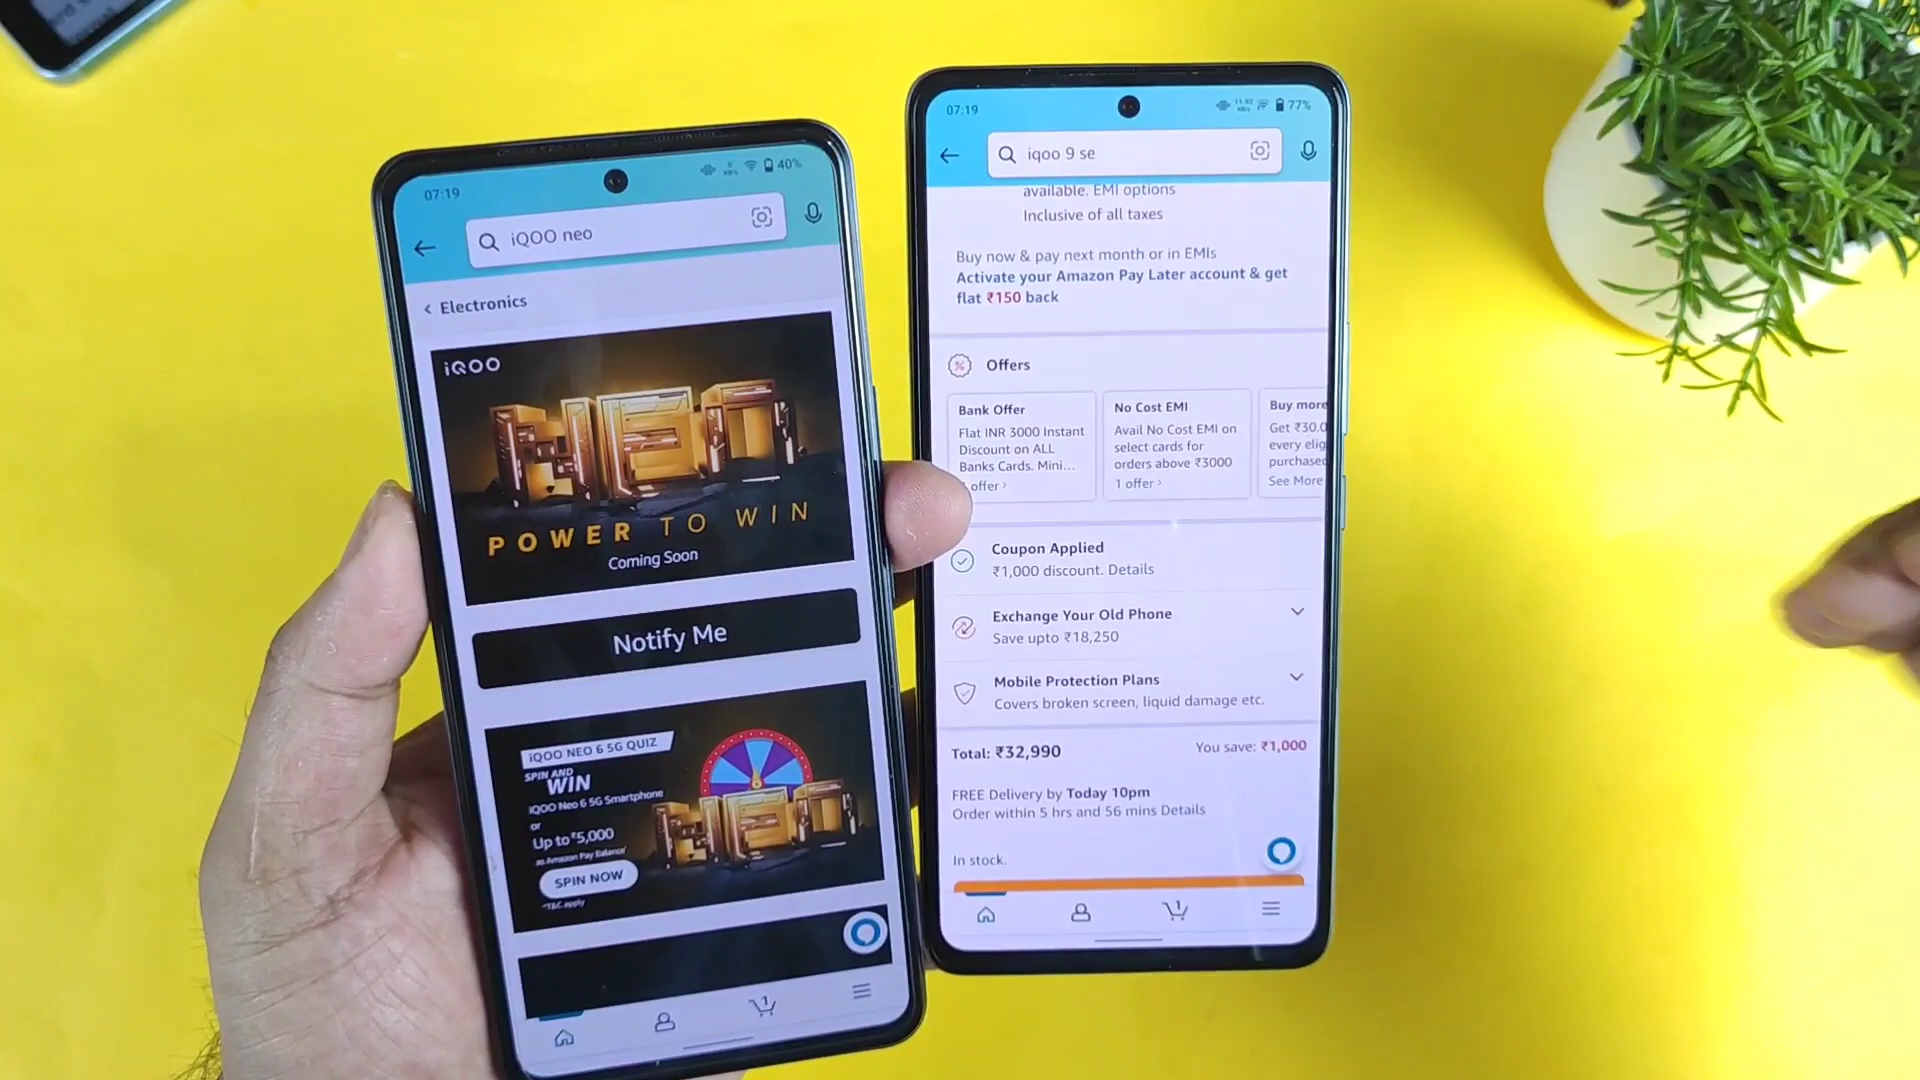 07:19
40%
iQOO neo
Electronics
iQOO
NEO
POWER TO WIN
Coming Soon
Notify Me
iQOO NEO 6 5G QUIZ
SPIN AND
WIN
iQOO Neo 6 5G Smartphone
or
Up to ₹5,000
as Amazon Pay Balance*
SPIN NOW
*T&C apply
1
07:19
77%
iqoo 9 se
available. EMI options
Inclusive of all taxes
Buy now & pay next month or in EMIs
Activate your Amazon Pay Later account & get
flat ₹150 back
Offers
Bank Offer
Flat INR 3000 Instant
Discount on ALL
Banks Cards. Mini...
offer
No Cost EMI
Avail No Cost EMI on
select cards for
orders above ₹3000
1 offer
Buy more
Get ₹30.0
every elig
purchased
See More
Coupon Applied
₹1,000 discount. Details
Exchange Your Old Phone
Save upto ₹18,250
Mobile Protection Plans
Covers broken screen, liquid damage etc.
Total: ₹32,990
You save: ₹1,000
FREE Delivery by Today 10pm
Order within 5 hrs and 56 mins Details
In stock.
1